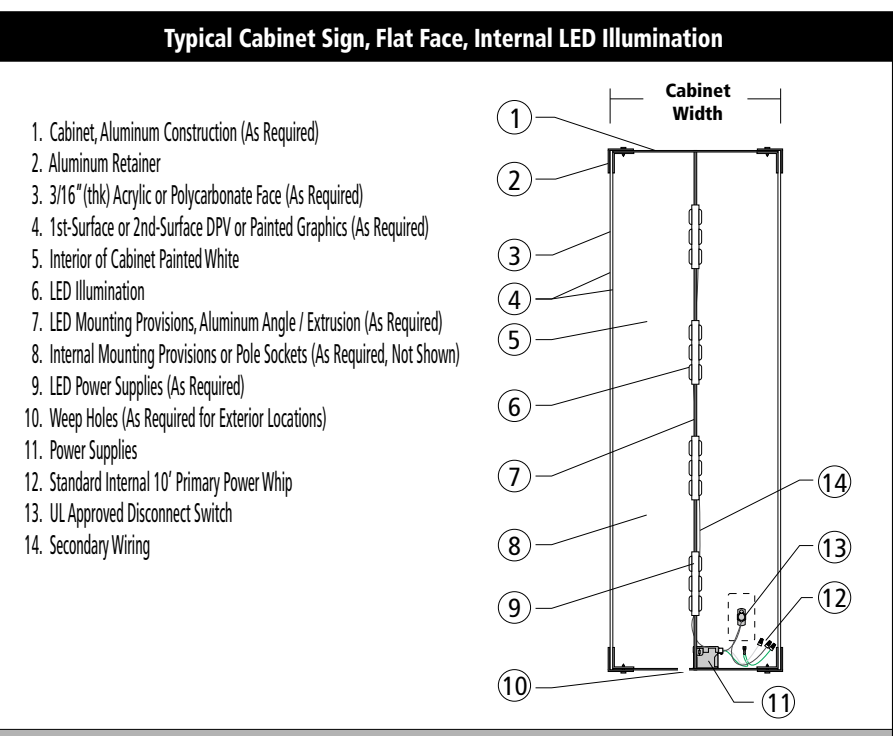 Typical Cabinet Sign, Flat Face, Internal LED Illumination
1. Cabinet, Aluminum Construction (As Required)
2. Aluminum Retainer
3. 3/16" (thk) Acrylic or Polycarbonate Face (As Required)
4. 1st-Surface or 2nd-Surface DPV or Painted Graphics (As Required)
5. Interior of Cabinet Painted White
6. LED Illumination
7. LED Mounting Provisions, Aluminum Angle / Extrusion (As Required)
8. Internal Mounting Provisions or Pole Sockets (As Required, Not Shown)
9. LED Power Supplies (As Required)
10. Weep Holes (As Required for Exterior Locations)
11. Power Supplies
12. Standard Internal 10' Primary Power Whip
13. UL Approved Disconnect Switch
14. Secondary Wiring
Cabinet
Width
1
2
3
4
5
6
7
8
9
10
14
13
12
11